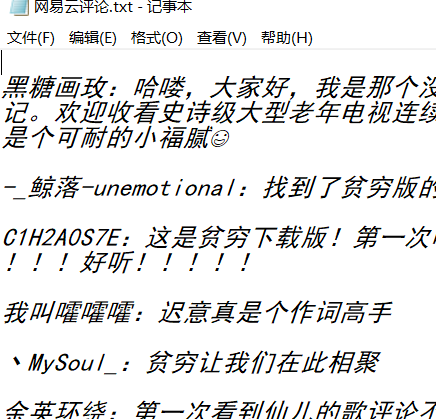 网易云评论.txt - 记事本
文件(F) 编辑(E) 格式(O) 查看(V) 帮助(H)
黑糖画玫：哈喽，大家好，我是那个没
记。欢迎收看史诗级大型老年电视连续
是个可耐的小福腻☺
-_鲸落-unemotional：找到了贫穷版的
C1H2A0S7E：这是贫穷下载版！第一次
！！！好听！！！！！
我叫嚯嚯嚯：迟意真是个作词高手
丶MySoul_：贫穷让我们在此相聚
金英环绕：第一次看到仙儿的歌评论不